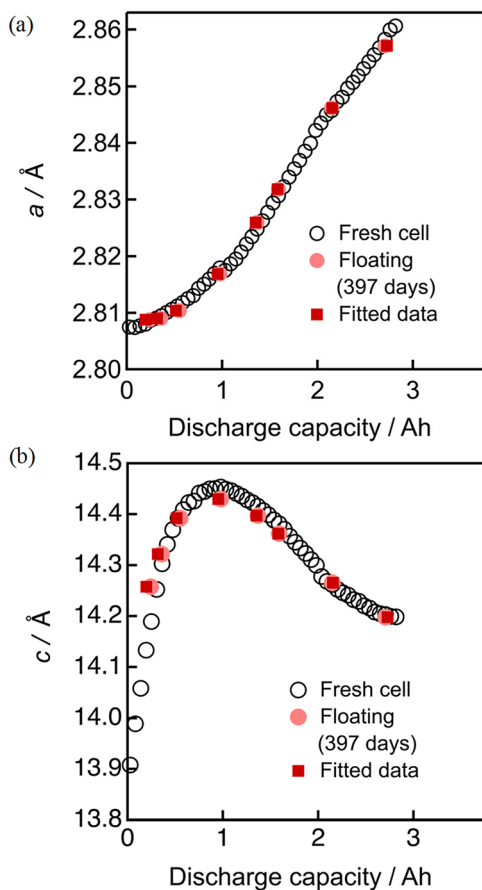 (a)
2.86
2.85
2.84
2.83
2.82
2.81
2.80
a / Å
Fresh cell
Floating
(397 days)
Fitted data
0 1 2 3
Discharge capacity / Ah
(b)
14.5
14.4
14.3
14.2
14.1
14.0
13.9
13.8
c / Å
Fresh cell
Floating
(397 days)
Fitted data
0 1 2 3
Discharge capacity / Ah